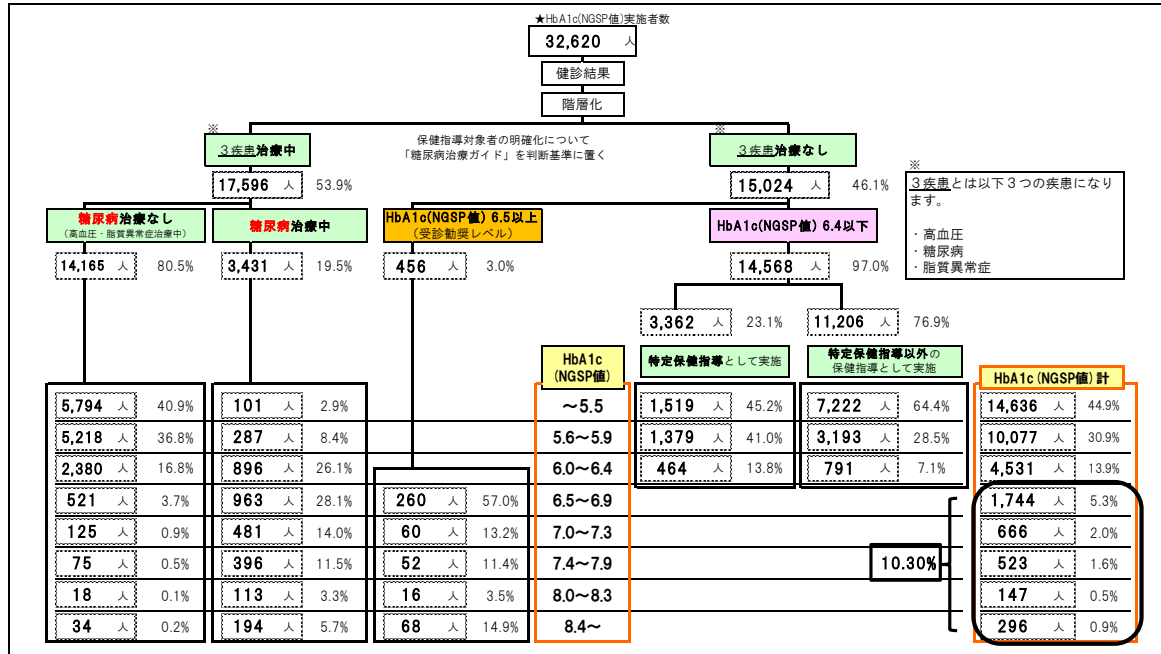 ★HbA1c(NGSP値)実施者数
32,620 人
健診結果
階層化
※
3疾患治療中
保健指導対象者の明確化について
「糖尿病治療ガイド」を判断基準に置く
※
3疾患治療なし
17,596 人 53.9%
15,024 人 46.1%
※
3疾患とは以下3つの疾患になり
ます。
・高血圧
・糖尿病
・脂質異常症
糖尿病治療なし
(高血圧・脂質異常症治療中)
糖尿病治療中
HbA1c(NGSP値) 6.5以上
(受診勧奨レベル)
HbA1c(NGSP値) 6.4以下
14,165 人 80.5%
3,431 人 19.5%
456 人 3.0%
14,568 人 97.0%
3,362 人 23.1%
11,206 人 76.9%
HbA1c
(NGSP値)
特定保健指導として実施
特定保健指導以外の
保健指導として実施
HbA1c(NGSP値)計
5,794 人 40.9% 101 人 2.9% ～5.5 1,519 人 45.2% 7,222 人 64.4% 14,636 人 44.9%
5,218 人 36.8% 287 人 8.4% 5.6～5.9 1,379 人 41.0% 3,193 人 28.5% 10,077 人 30.9%
2,380 人 16.8% 896 人 26.1% 6.0～6.4 464 人 13.8% 791 人 7.1% 4,531 人 13.9%
521 人 3.7% 963 人 28.1% 260 人 57.0% 6.5～6.9 1,744 人 5.3%
125 人 0.9% 481 人 14.0% 60 人 13.2% 7.0～7.3 666 人 2.0%
75 人 0.5% 396 人 11.5% 52 人 11.4% 7.4～7.9 10.30% 523 人 1.6%
18 人 0.1% 113 人 3.3% 16 人 3.5% 8.0～8.3 147 人 0.5%
34 人 0.2% 194 人 5.7% 68 人 14.9% 8.4～ 296 人 0.9%